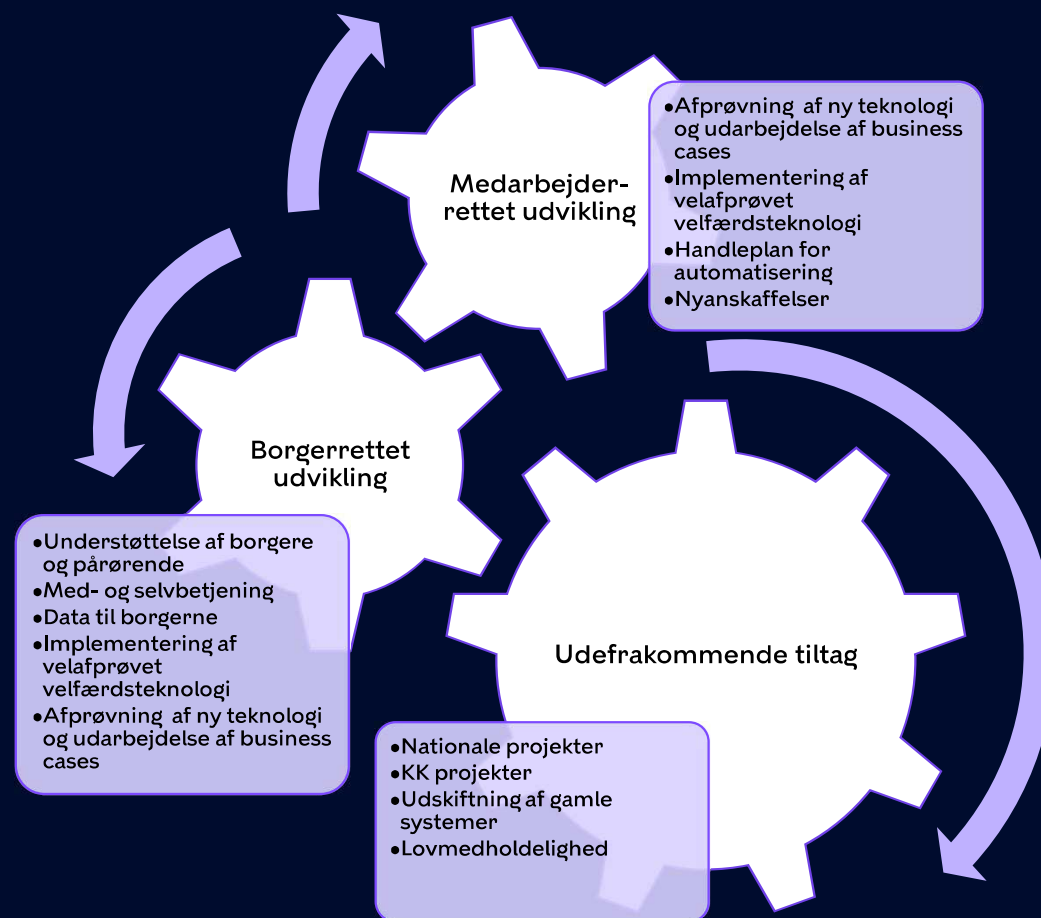 Medarbejder-
rettet udvikling
•Afprøvning af ny teknologi
og udarbejdelse af business
cases
•Implementering af
velafprøvet
velfærdsteknologi
•Handleplan for
automatisering
•Nyanskaffelser
Borgerrettet
udvikling
•Understøttelse af borgere
og pårørende
•Med- og selvbetjening
•Data til borgerne
•Implementering af
velafprøvet
velfærdsteknologi
•Afprøvning af ny teknologi
og udarbejdelse af business
cases
Udefrakommende tiltag
•Nationale projekter
•KK projekter
•Udskiftning af gamle
systemer
•Lovmedholdelighed